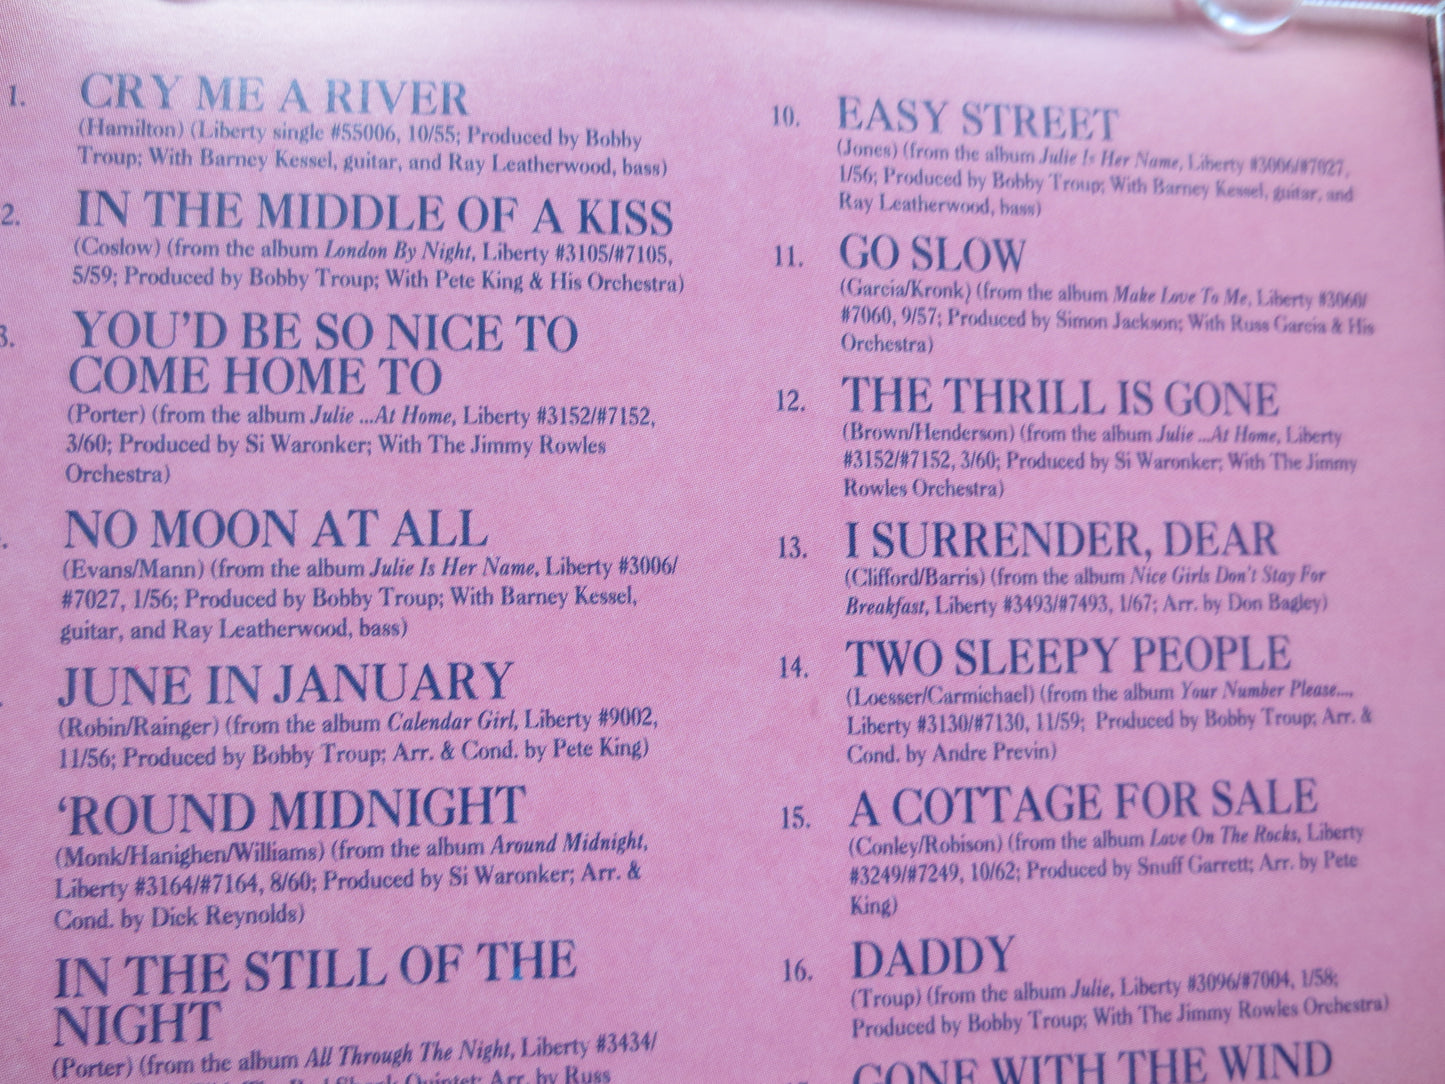 1. CRY ME A RIVER
(Hamilton) (Liberty single #55006, 10/55; Produced by Bobby
Troup; With Barney Kessel, guitar, and Ray Leatherwood, bass)
2. IN THE MIDDLE OF A KISS
(Coslow) (from the album London By Night, Liberty #3105/#7105,
5/59; Produced by Bobby Troup; With Pete King & His Orchestra)
3. YOU'D BE SO NICE TO
COME HOME TO
(Porter) (from the album Julie ...At Home, Liberty #3152/#7152,
3/60; Produced by Si Waronker; With The Jimmy Rowles
Orchestra)
NO MOON AT ALL
(Evans/Mann) (from the album Julie Is Her Name, Liberty #3006/
#7027, 1/56; Produced by Bobby Troup; With Barney Kessel,
guitar, and Ray Leatherwood, bass)
JUNE IN JANUARY
(Robin/Rainger) (from the album Calendar Girl, Liberty #9002,
11/56; Produced by Bobby Troup; Arr. & Cond. by Pete King)
'ROUND MIDNIGHT
(Monk/Hanighen/Williams) (from the album Around Midnight,
Liberty #3164/#7164, 8/60; Produced by Si Waronker; Arr. &
Cond. by Dick Reynolds)
IN THE STILL OF THE
NIGHT
(Porter) (from the album All Through The Night, Liberty #3434/
Quintet; Arr. by Russ
10. EASY STREET
(Jones) (from the album Julie Is Her Name, Liberty #3006/#7027,
1/56; Produced by Bobby Troup; With Barney Kessel, guitar, and
Ray Leatherwood, bass)
11. GO SLOW
(Garcia/Kronk) (from the album Make Love To Me, Liberty #3060/
#7060, 9/57; Produced by Simon Jackson; With Russ Garcia & His
Orchestra)
12. THE THRILL IS GONE
(Brown/Henderson) (from the album Julie ...At Home, Liberty
#3152/#7152, 3/60; Produced by Si Waronker; With The Jimmy
Rowles Orchestra)
13. I SURRENDER, DEAR
(Clifford/Barris) (from the album Nice Girls Don't Stay For
Breakfast, Liberty #3493/#7493, 1/67; Arr. by Don Bagley)
14. TWO SLEEPY PEOPLE
(Loesser/Carmichael) (from the album Your Number Please...,
Liberty #3130/#7130, 11/59; Produced by Bobby Troup; Arr. &
Cond. by Andre Previn)
15. A COTTAGE FOR SALE
(Conley/Robison) (from the album Love On The Rocks, Liberty
#3249/#7249, 10/62; Produced by Snuff Garrett; Arr. by Pete
King)
16. DADDY
(Troup) (from the album Julie, Liberty #3096/#7004, 1/58;
Produced by Bobby Troup; With The Jimmy Rowles Orchestra)
GONE WITH THE WIND